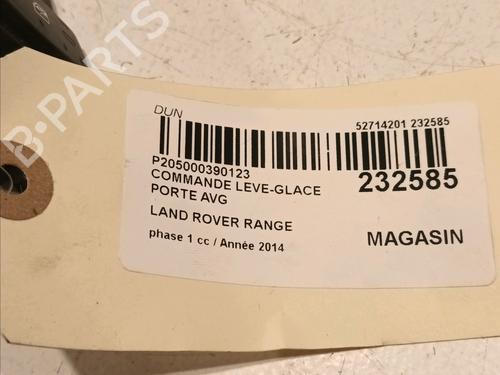 B-PARTS
DUN
52714201 232585
P205000390123
COMMANDE LEVE-GLACE
PORTE AVG
232585
LAND ROVER RANGE
phase 1 cc / Année 2014
MAGASIN